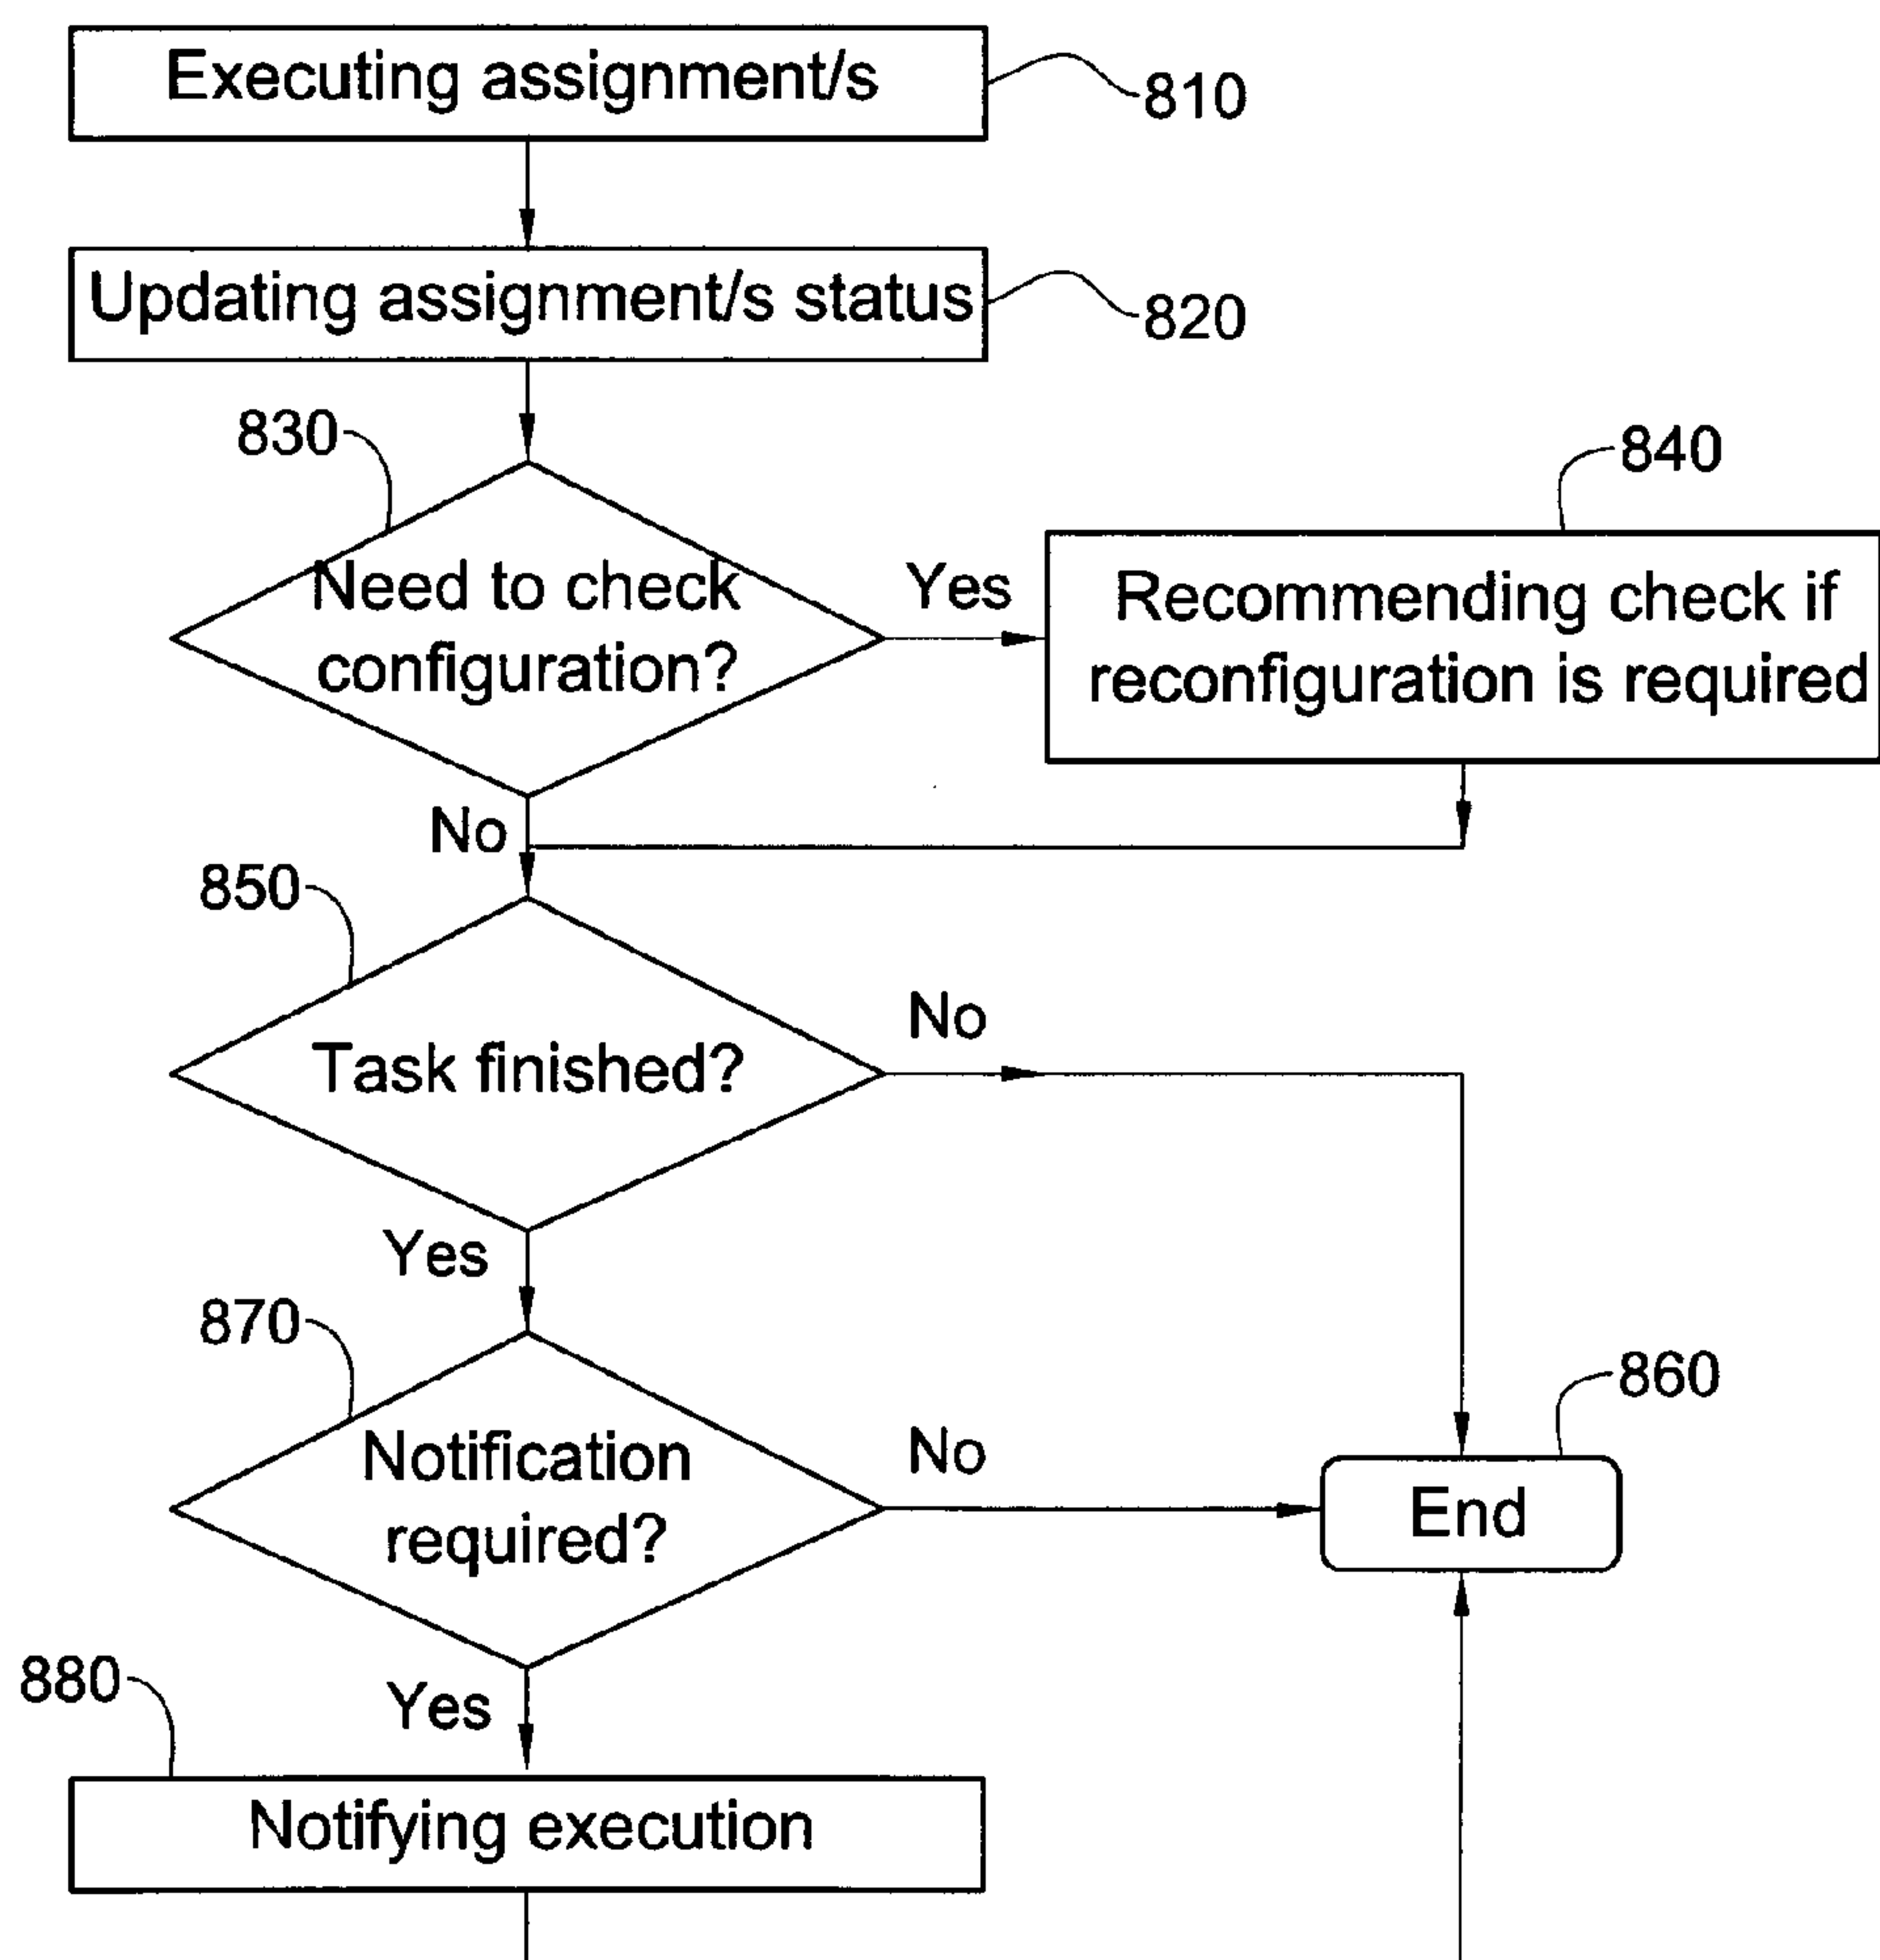 Executing assignment/s
810
Updating assignment/s status
820
830
840
Need to check
configuration?
Yes
Recommending check if
reconfiguration is required
No
850
No
Task finished?
Yes
870
860
Notification
required?
No
End
880
Yes
Notifying execution